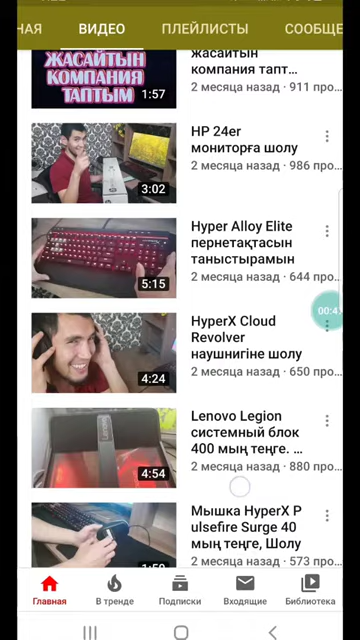 НАЯ ВИДЕО ПЛЕЙЛИСТЫ СООБЩЕ
ЖАСАЙТЫН
КОМПАНИЯ
ТАПТЫМ
1:57
жасайтын
компания тапт...
2 месяца назад · 911 про...
3:02
HP 24er
мониторға шолу
2 месяца назад · 986 про...
5:15
Hyper Alloy Elite
пернетақтасын
таныстырамын
2 месяца назад · 644 про...
00:4
4:24
HyperX Cloud
Revolver
наушнигіне шолу
2 месяца назад · 650 про...
4:54
Lenovo Legion
системный блок
400 мың теңге. ...
2 месяца назад · 880 про...
Мышка HyperX P
ulsefire Surge 40
мың теңге, Шолу
2 месяца назад · 573 про...
Главная В тренде Подписки Входящие Библиотека